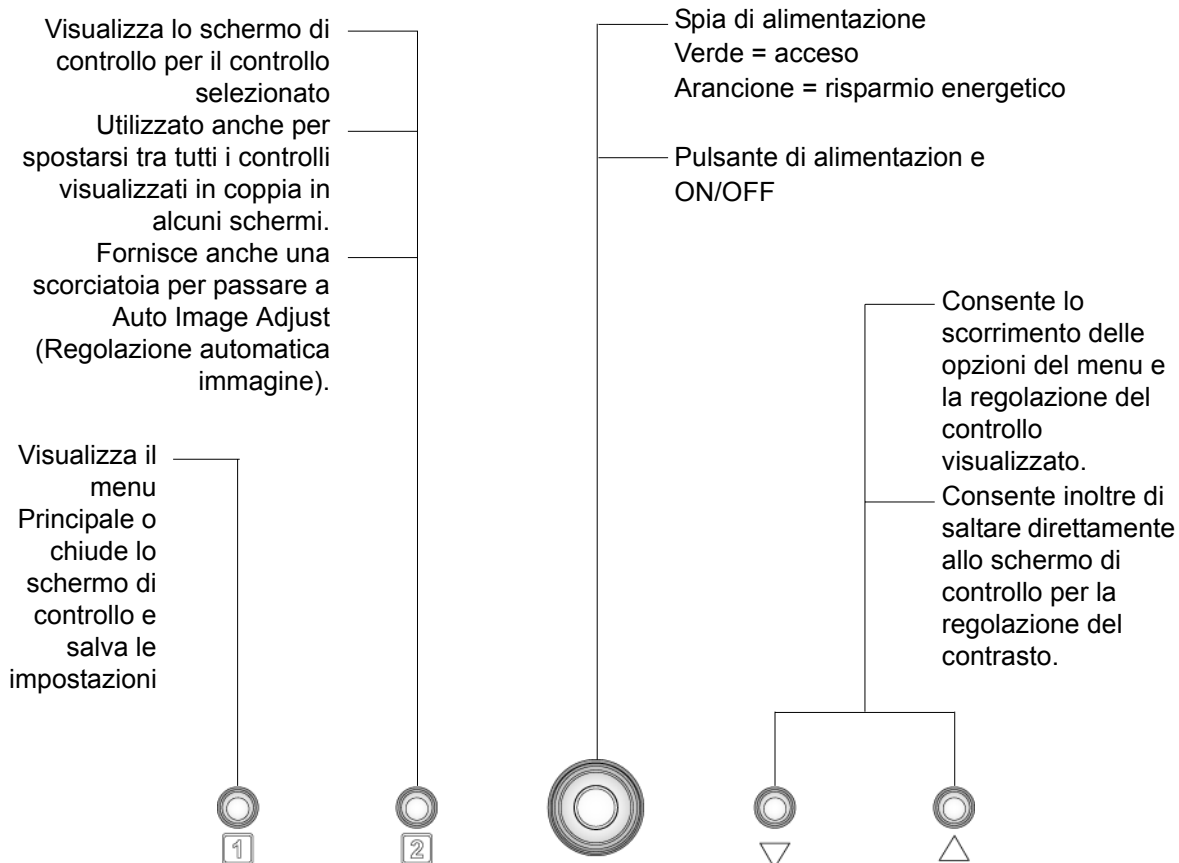 Visualizza lo schermo di
controllo per il controllo
selezionato
Utilizzato anche per
spostarsi tra tutti i controlli
visualizzati in coppia in
alcuni schermi.
Fornisce anche una
scorciatoia per passare a
Auto Image Adjust
(Regolazione automatica
immagine).
Spia di alimentazione
Verde = acceso
Arancione = risparmio energetico
Pulsante di alimentazion e
ON/OFF
Visualizza il
menu
Principale o
chiude lo
schermo di
controllo e
salva le
impostazioni
Consente lo
scorrimento delle
opzioni del menu e
la regolazione del
controllo
visualizzato.
Consente inoltre di
saltare direttamente
allo schermo di
controllo per la
regolazione del
contrasto.
1
2